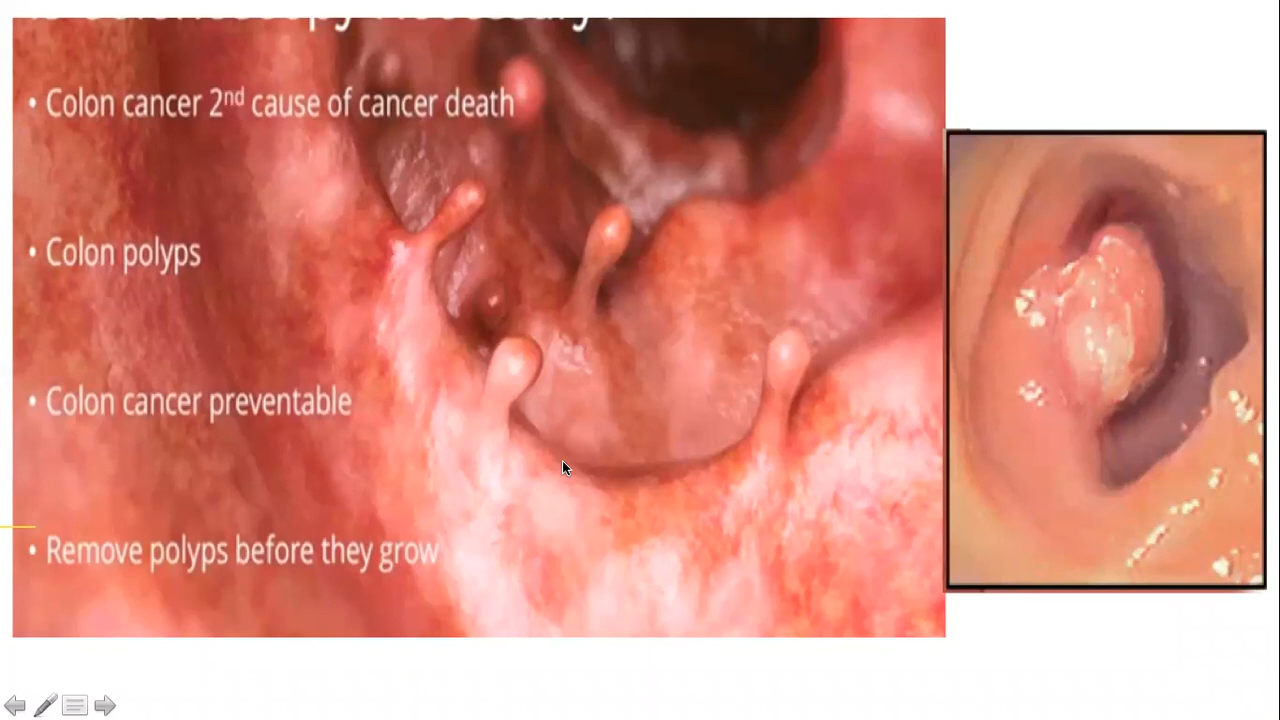 • Colon cancer 2nd cause of cancer death
• Colon polyps
• Colon cancer preventable
• Remove polyps before they grow